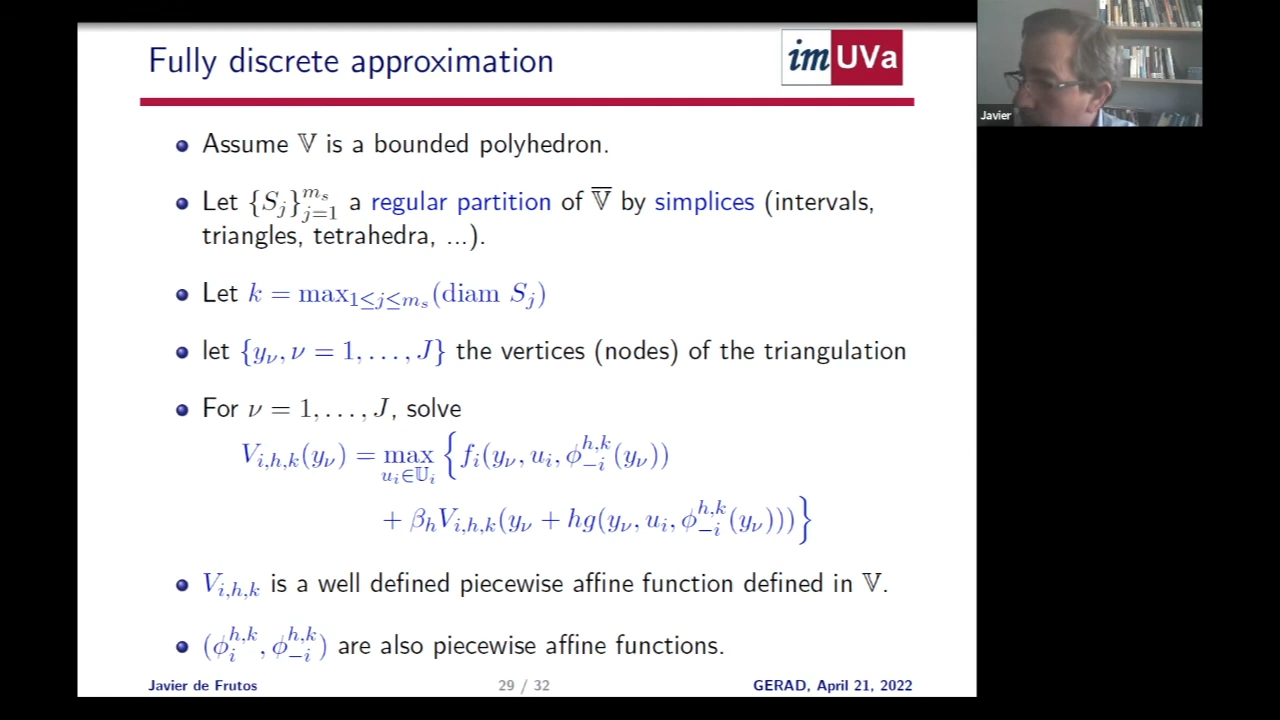 Fully discrete approximation
im UVa
Javier
• Assume 𝕍 is a bounded polyhedron.
• Let {S_j}_{j=1}^{m_s} a regular partition of \overline{𝕍} by simplices (intervals,
triangles, tetrahedra, ...).
• Let k = max_{1≤j≤m_s}(diam S_j)
• let {y_ν, ν = 1, . . . , J} the vertices (nodes) of the triangulation
• For ν = 1, . . . , J, solve
V_{i,h,k}(y_ν) = max_{u_i∈𝕌_i} { f_i(y_ν, u_i, ϕ_{−i}^{h,k}(y_ν))
+ β_h V_{i,h,k}(y_ν + hg(y_ν, u_i, ϕ_{−i}^{h,k}(y_ν))) }
• V_{i,h,k} is a well defined piecewise affine function defined in 𝕍.
• (ϕ_i^{h,k}, ϕ_{−i}^{h,k}) are also piecewise affine functions.
Javier de Frutos 29 / 32 GERAD, April 21, 2022